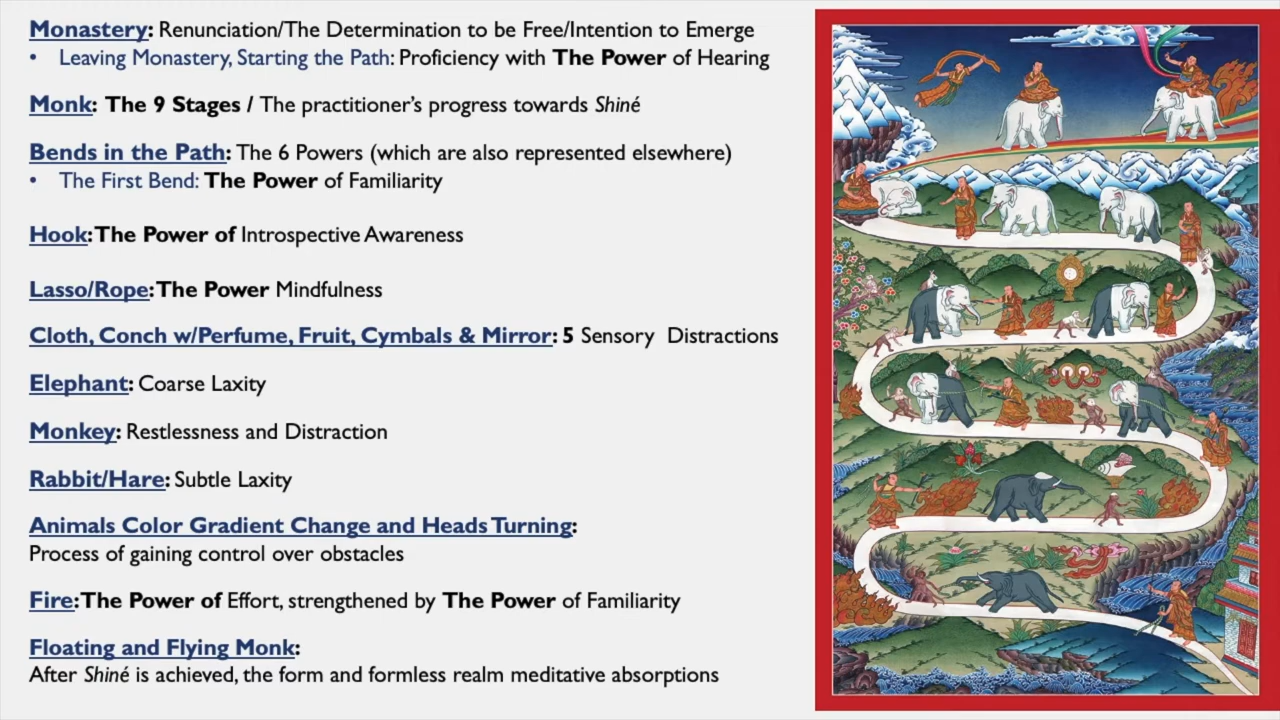 Monastery: Renunciation/The Determination to be Free/Intention to Emerge
• Leaving Monastery, Starting the Path: Proficiency with The Power of Hearing
Monk: The 9 Stages / The practitioner's progress towards Shiné
Bends in the Path: The 6 Powers (which are also represented elsewhere)
• The First Bend: The Power of Familiarity
Hook: The Power of Introspective Awareness
Lasso/Rope: The Power Mindfulness
Cloth, Conch w/Perfume, Fruit, Cymbals & Mirror: 5 Sensory Distractions
Elephant: Coarse Laxity
Monkey: Restlessness and Distraction
Rabbit/Hare: Subtle Laxity
Animals Color Gradient Change and Heads Turning:
Process of gaining control over obstacles
Fire: The Power of Effort, strengthened by The Power of Familiarity
Floating and Flying Monk:
After Shiné is achieved, the form and formless realm meditative absorptions